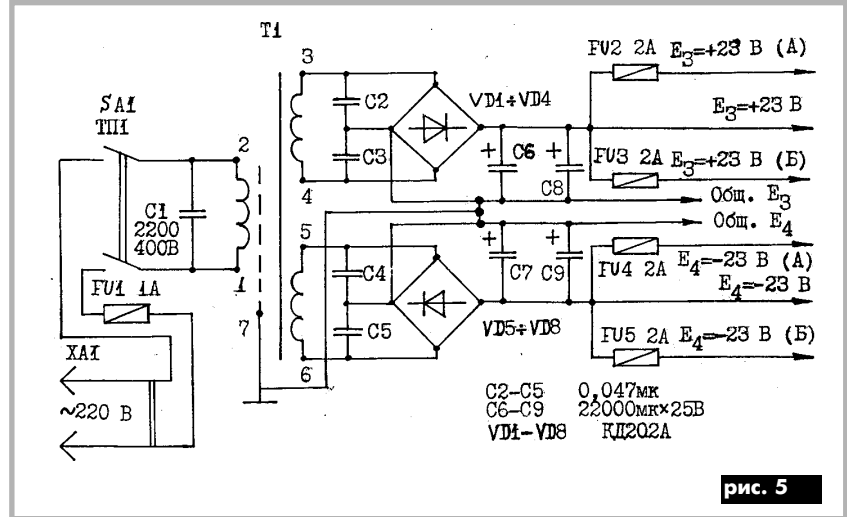 T1
3
FU2 2A E3=+23 В (А)
SA1
ТП1
C2
VD1÷VD4
E3=+23 В
2
C3
+
C6
+
C8
FU3 2A E3=+23 В (Б)
4
Общ. E3
C1
2200
400В
5
Общ. E4
+
C7
+
C9
C4
FU4 2A E4=-23 В (А)
E4=-23 В
1
FU1 1A
7
C5
VD5÷VD8
FU5 2A E4=-23 В (Б)
XA1
6
~220 В
C2-C5 0,047мк
C6-C9 22000мк×25В
VD1-VD8 КД202А
рис. 5